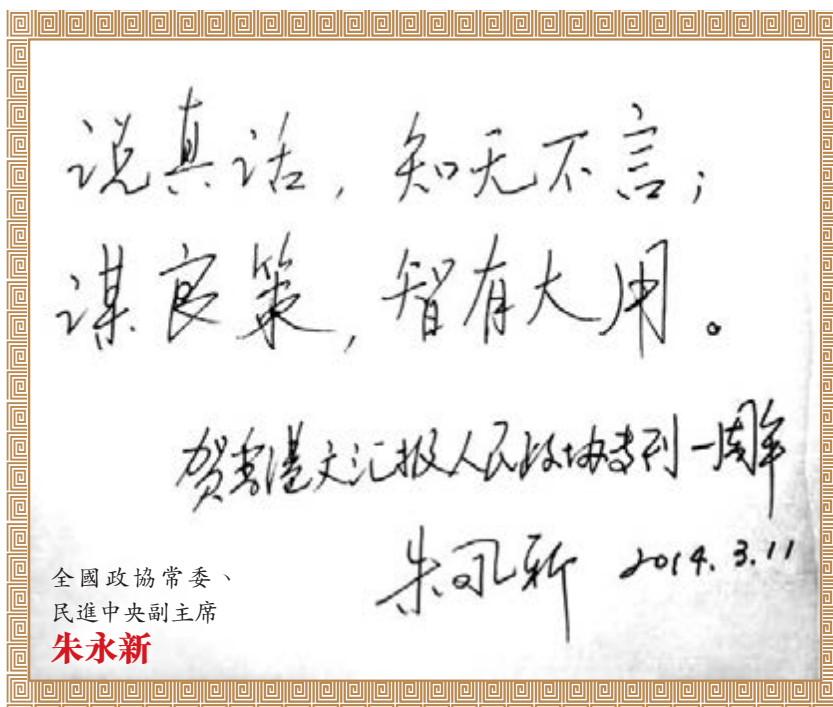 说真话，知无不言；
谋良策，智有大用。
贺香港文汇报人民政协专刊一周年
朱永新 2014.3.11
全國政協常委、
民進中央副主席
朱永新